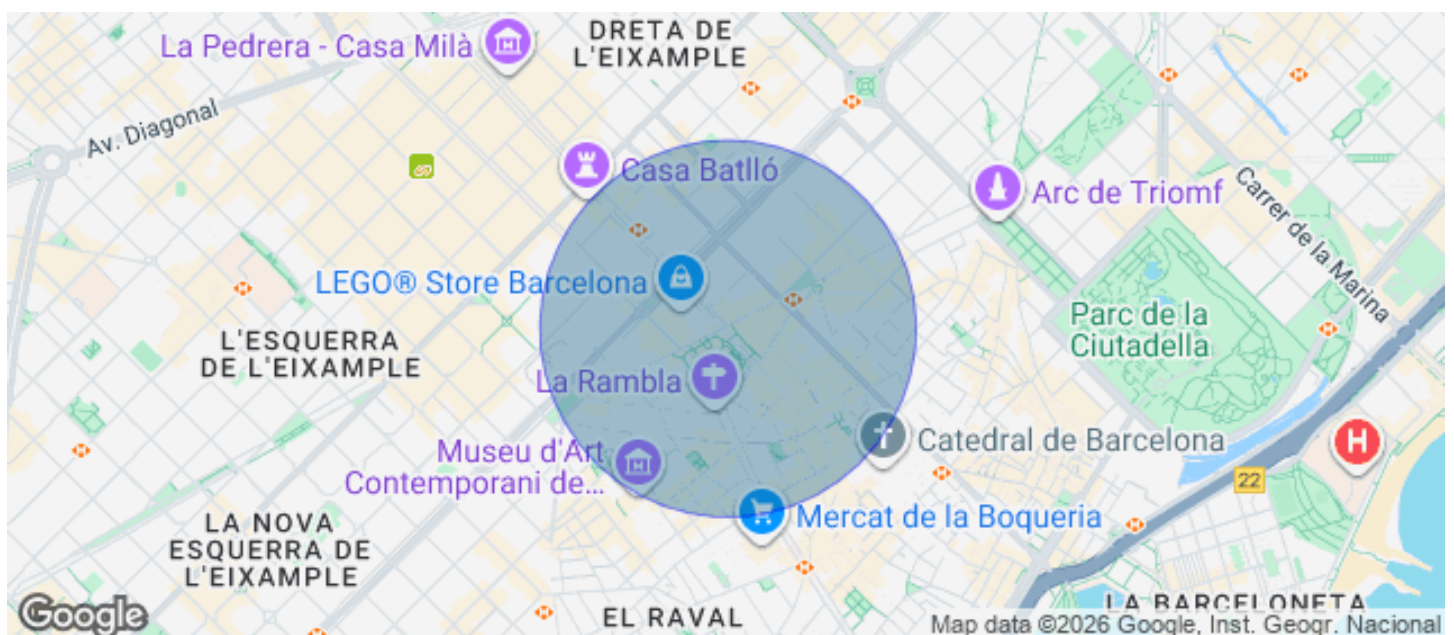 La Pedrera - Casa Milà
DRETA DE
L'EIXAMPLE
Av. Diagonal
Casa Batlló
Arc de Triomf
Carrer de la Marina
LEGO® Store Barcelona
Parc de la
Ciutadella
L'ESQUERRA
DE L'EIXAMPLE
La Rambla
Museu d'Art
Contemporani de...
Catedral de Barcelona
H
22
Mercat de la Boqueria
LA NOVA
ESQUERRA DE
L'EIXAMPLE
EL RAVAL
LA BARCELONETA
Google
Map data ©2026 Google, Inst. Geogr. Nacional